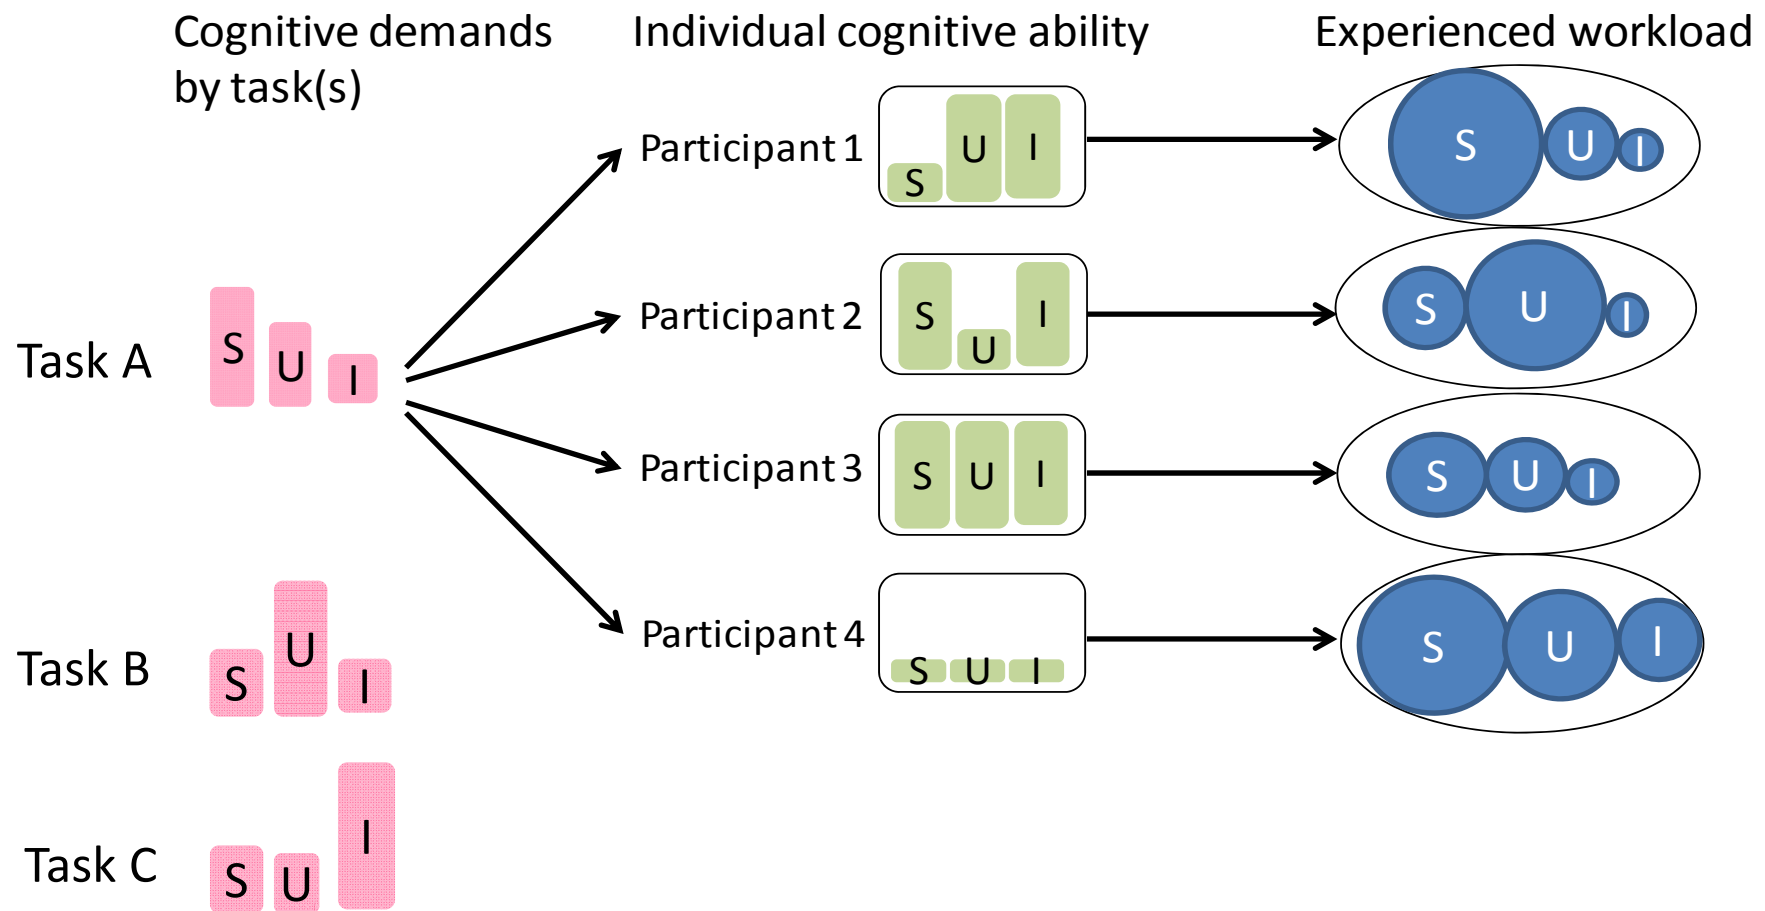 Cognitive demands
by task(s)
Individual cognitive ability
Experienced workload
Task A
S U I
Participant 1
S U I
S U I
Participant 2
S U I
S U I
Participant 3
S U I
S U I
Participant 4
S U I
S U I
Task B
S U I
Task C
S U I